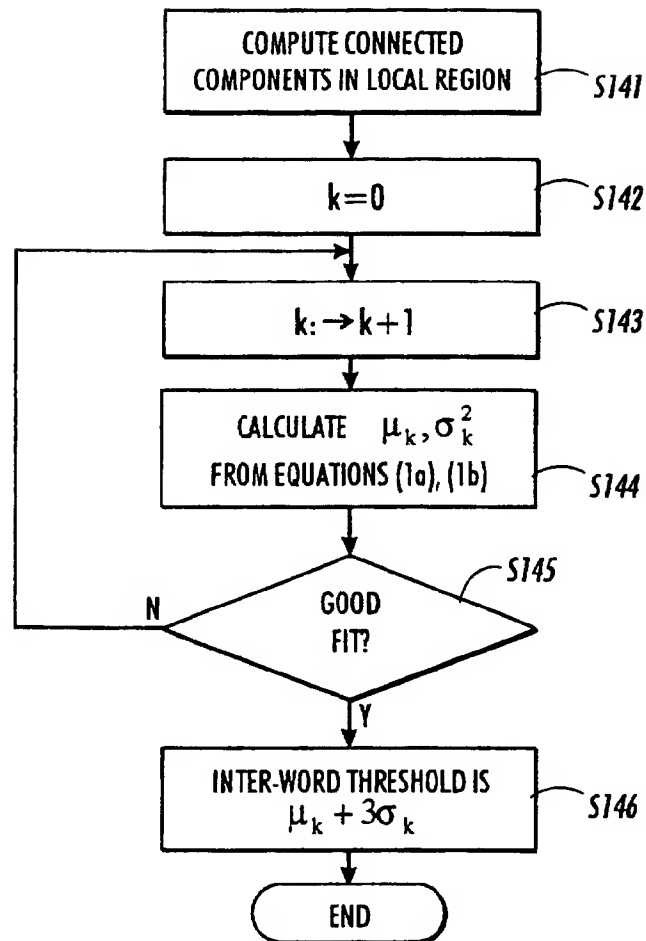 COMPUTE CONNECTED
COMPONENTS IN LOCAL REGION
S141
k=0
S142
k:→k+1
S143
CALCULATE μₖ,σₖ²
FROM EQUATIONS (1a), (1b)
S144
S145
GOOD
FIT?
N
Y
INTER-WORD THRESHOLD IS
μₖ+3σₖ
S146
END